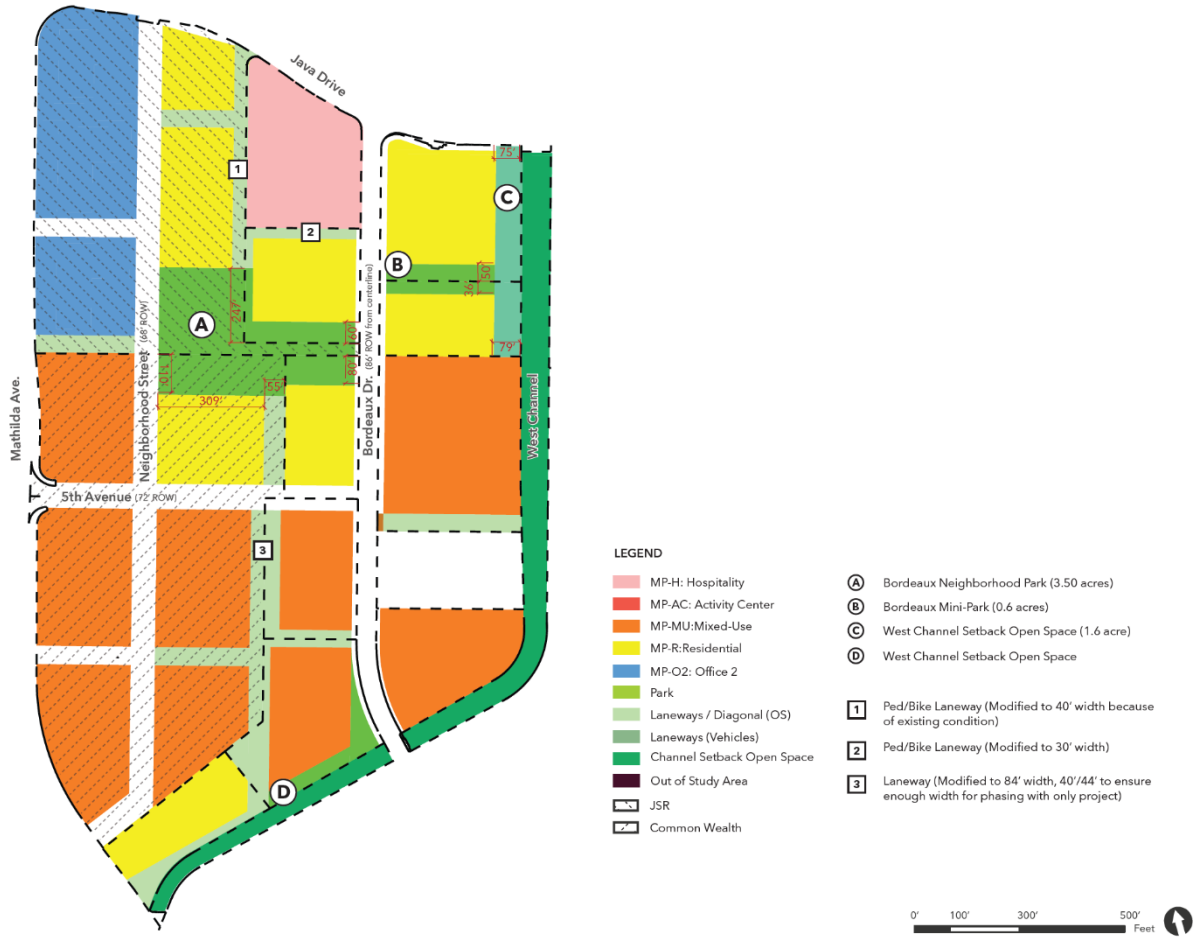 Java Drive
75'
C
1
2
B
50'
36'
247'
A
60'
79'
Neighborhood Street (68' ROW)
Bordeaux Dr. (86' ROW from centerline)
West Channel
Mathilda Ave.
110'
55'
80'
309'
5th Avenue (72' ROW)
3
D
LEGEND
MP-H: Hospitality
MP-AC: Activity Center
MP-MU:Mixed-Use
MP-R:Residential
MP-O2: Office 2
Park
Laneways / Diagonal (OS)
Laneways (Vehicles)
Channel Setback Open Space
Out of Study Area
JSR
Common Wealth
A Bordeaux Neighborhood Park (3.50 acres)
B Bordeaux Mini-Park (0.6 acres)
C West Channel Setback Open Space (1.6 acre)
D West Channel Setback Open Space
1 Ped/Bike Laneway (Modified to 40' width because
of existing condition)
2 Ped/Bike Laneway (Modified to 30' width)
3 Laneway (Modified to 84' width, 40'/44' to ensure
enough width for phasing with only project)
0' 100' 300' 500'
Feet